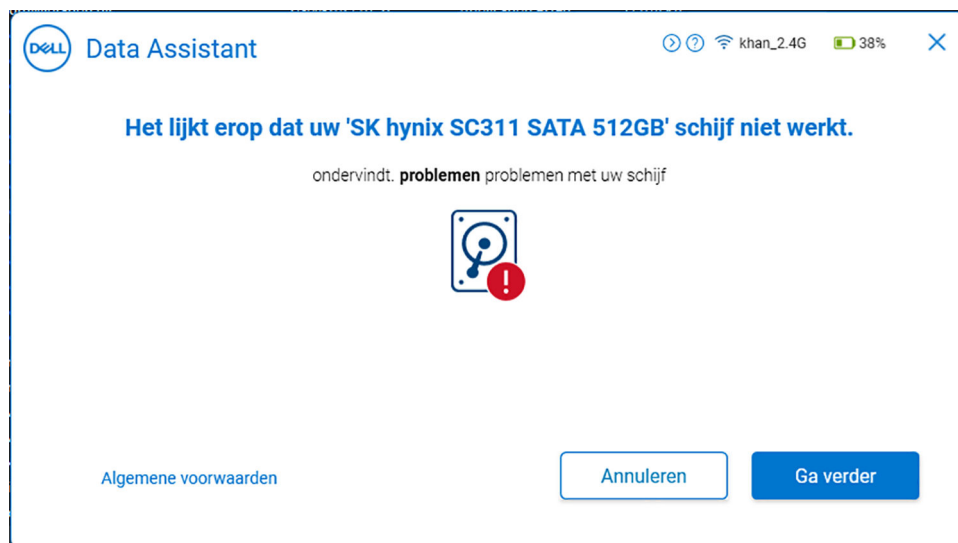 DELL Data Assistant
khan_2.4G 38%
Het lijkt erop dat uw 'SK hynix SC311 SATA 512GB' schijf niet werkt.
ondervindt. problemen problemen met uw schijf
Algemene voorwaarden
Annuleren
Ga verder